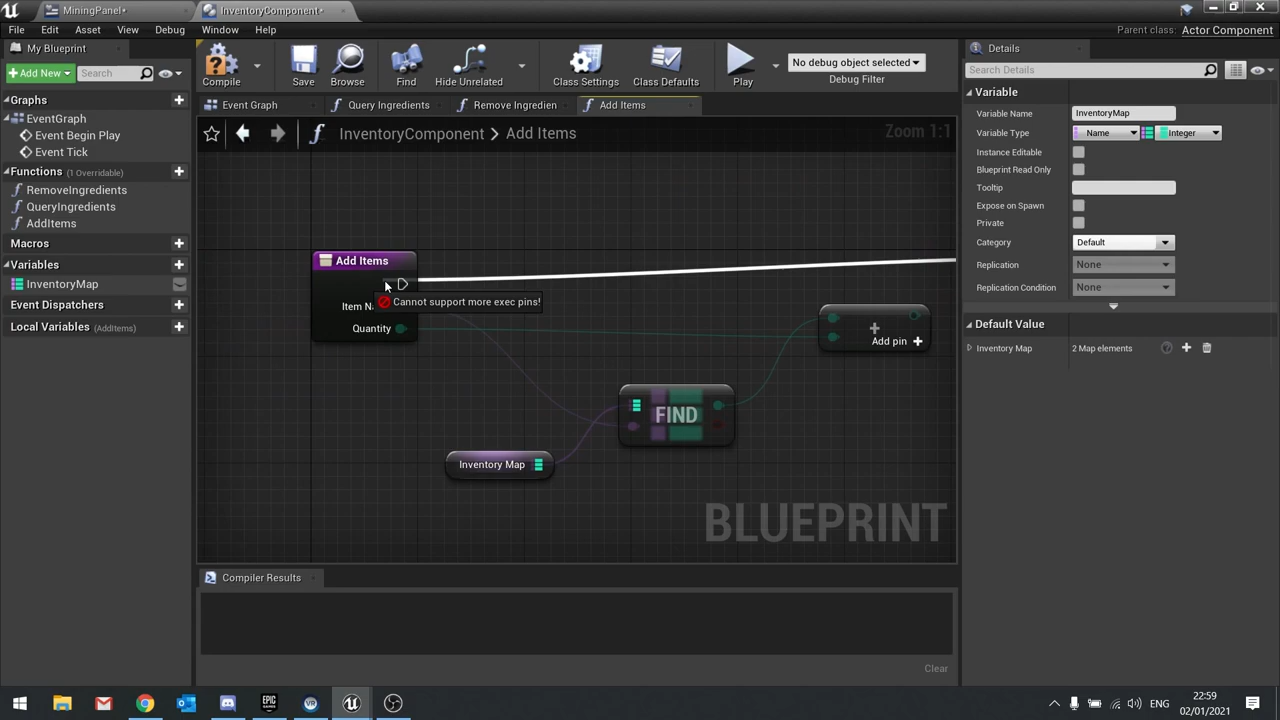 MiningPanel*
InventoryComponent*
File Edit Asset View Window Debug Help
Parent class: Actor Component
My Blueprint
Add New
Search
Compile
Save
Browse
Find
Hide Unrelated
Class Settings
Class Defaults
Play
No debug object selected
Debug Filter
Event Graph
Query Ingredients
Remove Ingredien
Add Items
Graphs
EventGraph
Event Begin Play
Event Tick
Functions (1 Overridable)
RemoveIngredients
QueryIngredients
AddItems
Macros
Variables
InventoryMap
Event Dispatchers
Local Variables (AddItems)
InventoryComponent > Add Items
Zoom 1:1
Add Items
Cannot support more exec pins!
Item N
Quantity
Add pin
FIND
Inventory Map
BLUEPRINT
Compiler Results
Clear
Details
Search Details
Variable
Variable Name InventoryMap
Variable Type Name Integer
Instance Editable
Blueprint Read Only
Tooltip
Expose on Spawn
Private
Category Default
Replication None
Replication Condition None
Default Value
Inventory Map 2 Map elements
ENG
22:59
02/01/2021